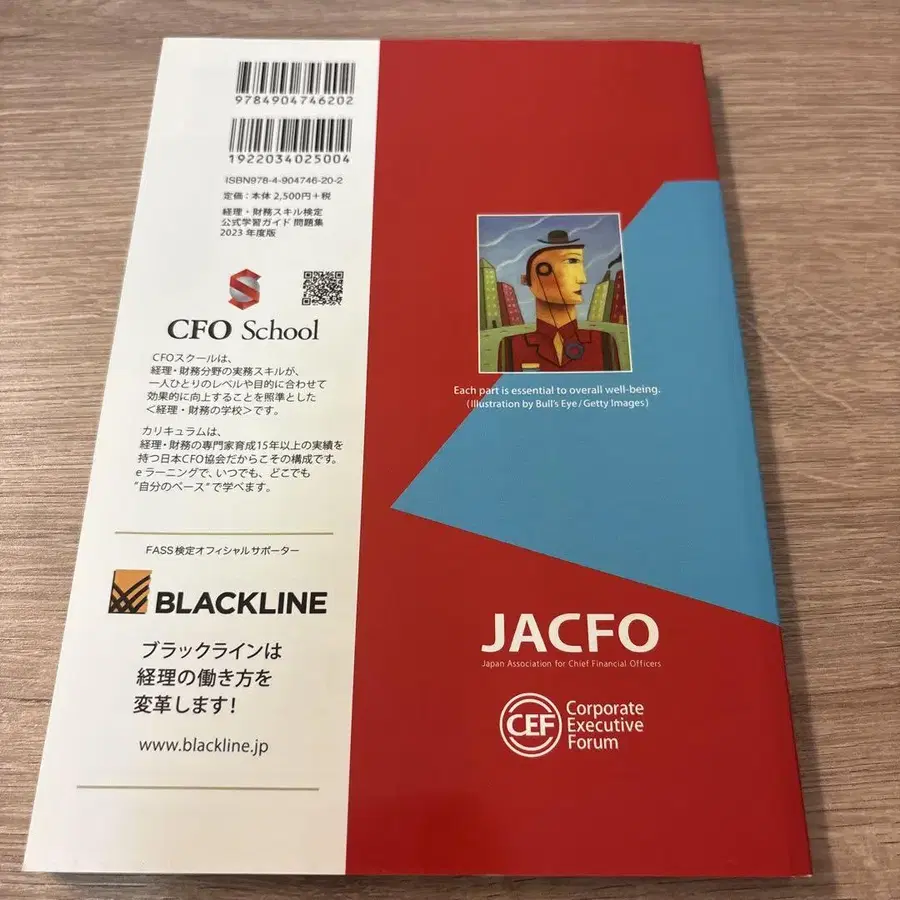 9784904746202
1922034025004
ISBN978-4-904746-20-2
定価:本体 2,500円+税
経理・財務スキル検定
公式学習ガイド 問題集
2023 年度版
CFO School
CFOスクールは、
経理・財務分野の実務スキルが、
一人ひとりのレベルや目的に合わせて
効果的に向上することを照準とした
<経理・財務の学校>です。
カリキュラムは、
経理・財務の専門家育成15年以上の実績を
持つ日本CFO協会だからこその構成です。
eラーニングで、いつでも、どこでも
"自分のペース"で学べます。
FASS検定オフィシャルサポーター
BLACKLINE
ブラックラインは
経理の働き方を
変革します!
www.blackline.jp
Each part is essential to overall well-being.
(Illustration by Bull's Eye/Getty Images)
JACFO
Japan Association for Chief Financial Officers
CEF
Corporate
Executive
Forum